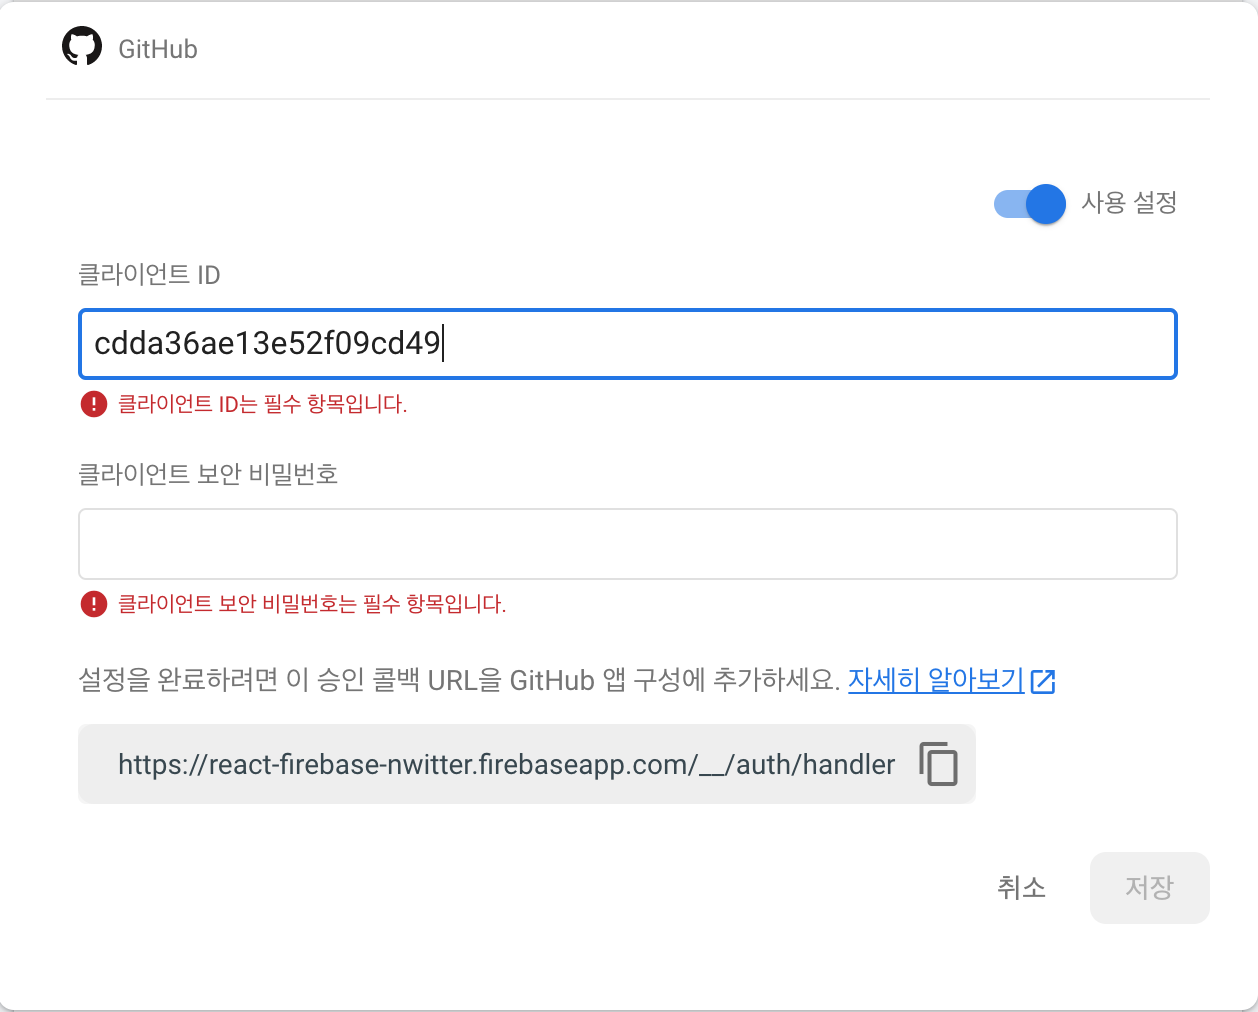 GitHub
사용 설정
클라이언트 ID
cdda36ae13e52f09cd49
클라이언트 ID는 필수 항목입니다.
클라이언트 보안 비밀번호
클라이언트 보안 비밀번호는 필수 항목입니다.
설정을 완료하려면 이 승인 콜백 URL을 GitHub 앱 구성에 추가하세요. 자세히 알아보기
https://react-firebase-nwitter.firebaseapp.com/__/auth/handler
취소 저장